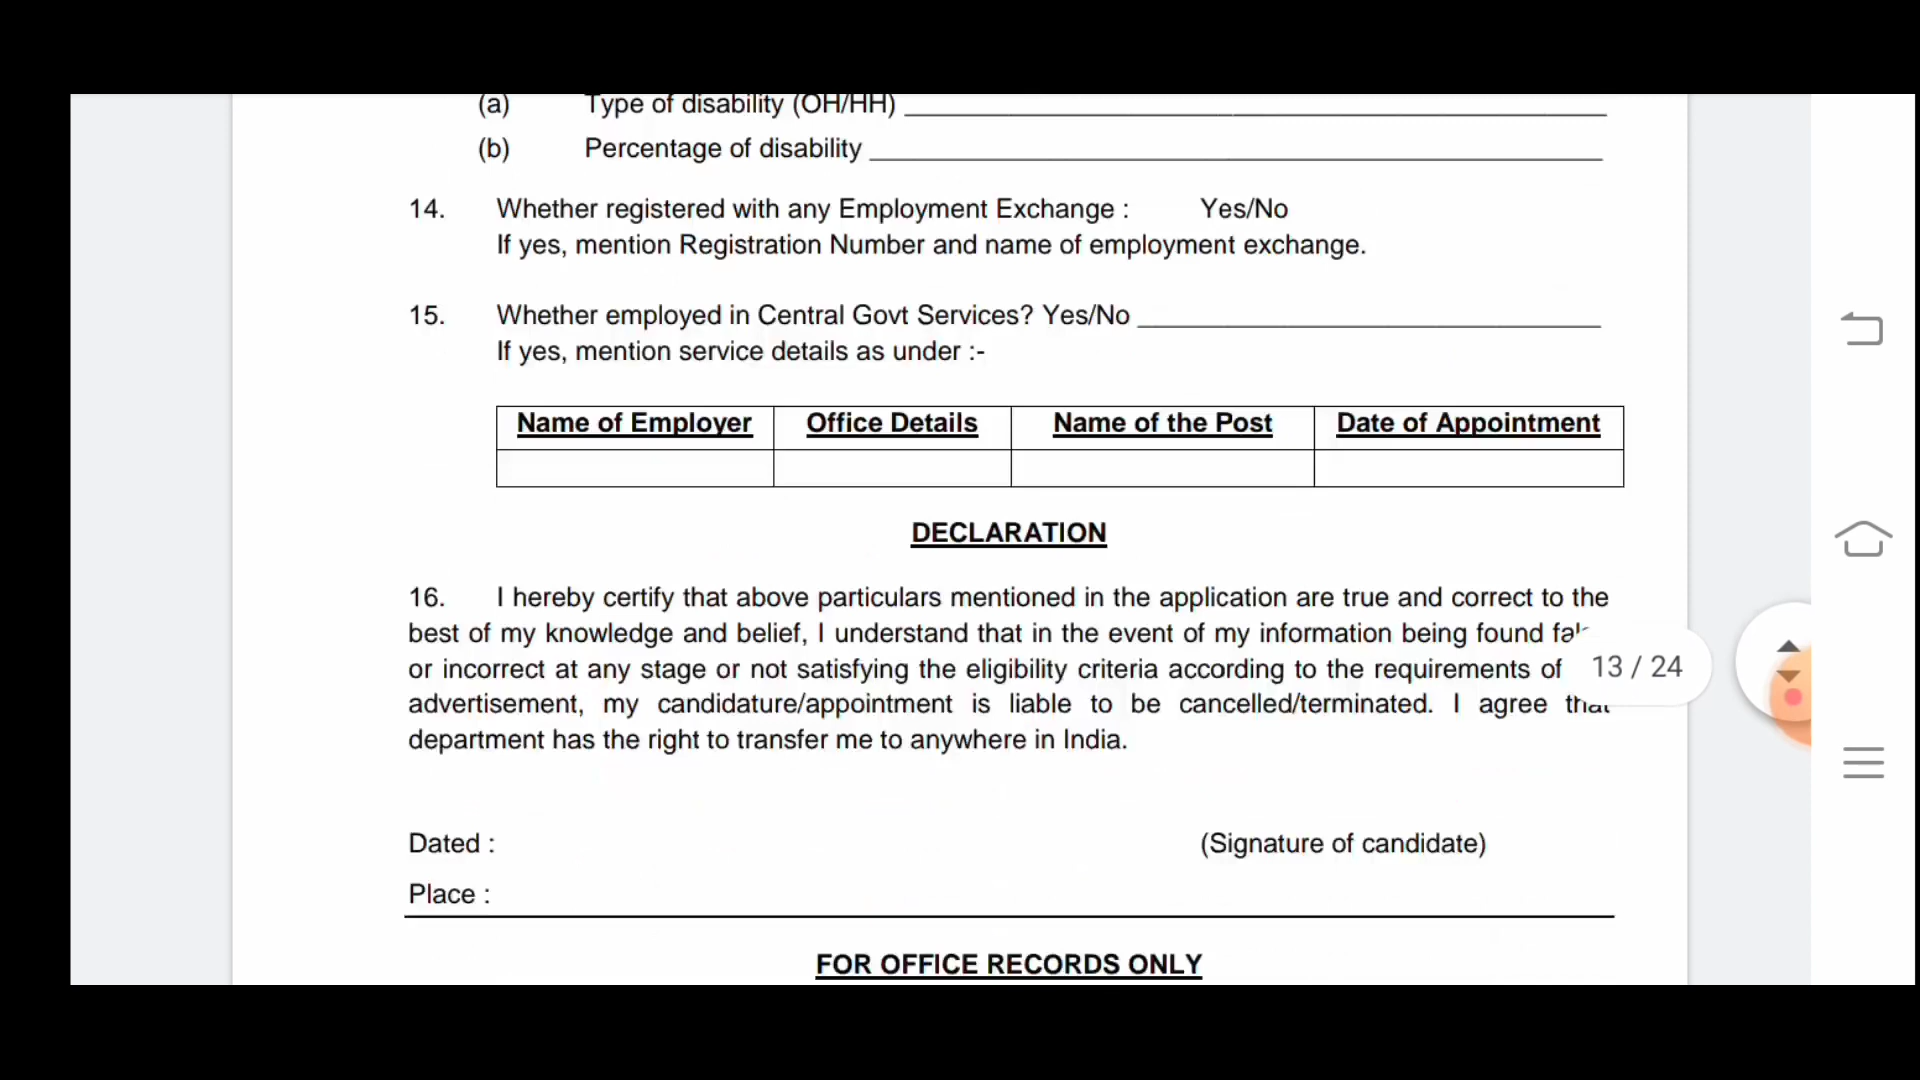 (a) Type of disability (OH/HH)
(b) Percentage of disability
14. Whether registered with any Employment Exchange : Yes/No
If yes, mention Registration Number and name of employment exchange.
15. Whether employed in Central Govt Services? Yes/No
If yes, mention service details as under :-
Name of Employer Office Details Name of the Post Date of Appointment
DECLARATION
16. I hereby certify that above particulars mentioned in the application are true and correct to the
best of my knowledge and belief, I understand that in the event of my information being found
or incorrect at any stage or not satisfying the eligibility criteria according to the requirements of
13 / 24
advertisement, my candidature/appointment is liable to be cancelled/terminated. I agree that
department has the right to transfer me to anywhere in India.
Dated : (Signature of candidate)
Place :
FOR OFFICE RECORDS ONLY